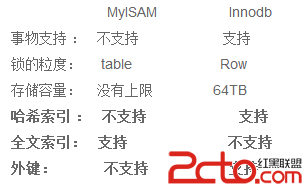 MyISAM Innodb
事物支持： 不支持 支持
锁的粒度： table Row
存储容量： 没有上限 64TB
哈希索引： 不支持 支持
全文索引： 支持 不支持
外键： 不支持 支持
2cto.com 红黑联盟